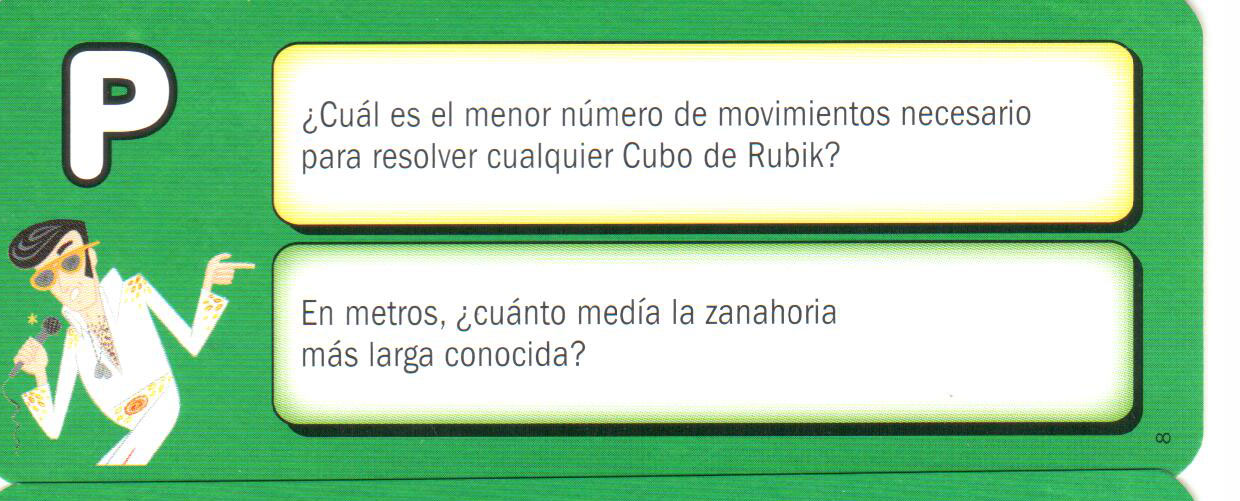 P
¿Cuál es el menor número de movimientos necesario
para resolver cualquier Cubo de Rubik?
En metros, ¿cuánto medía la zanahoria
más larga conocida?
8